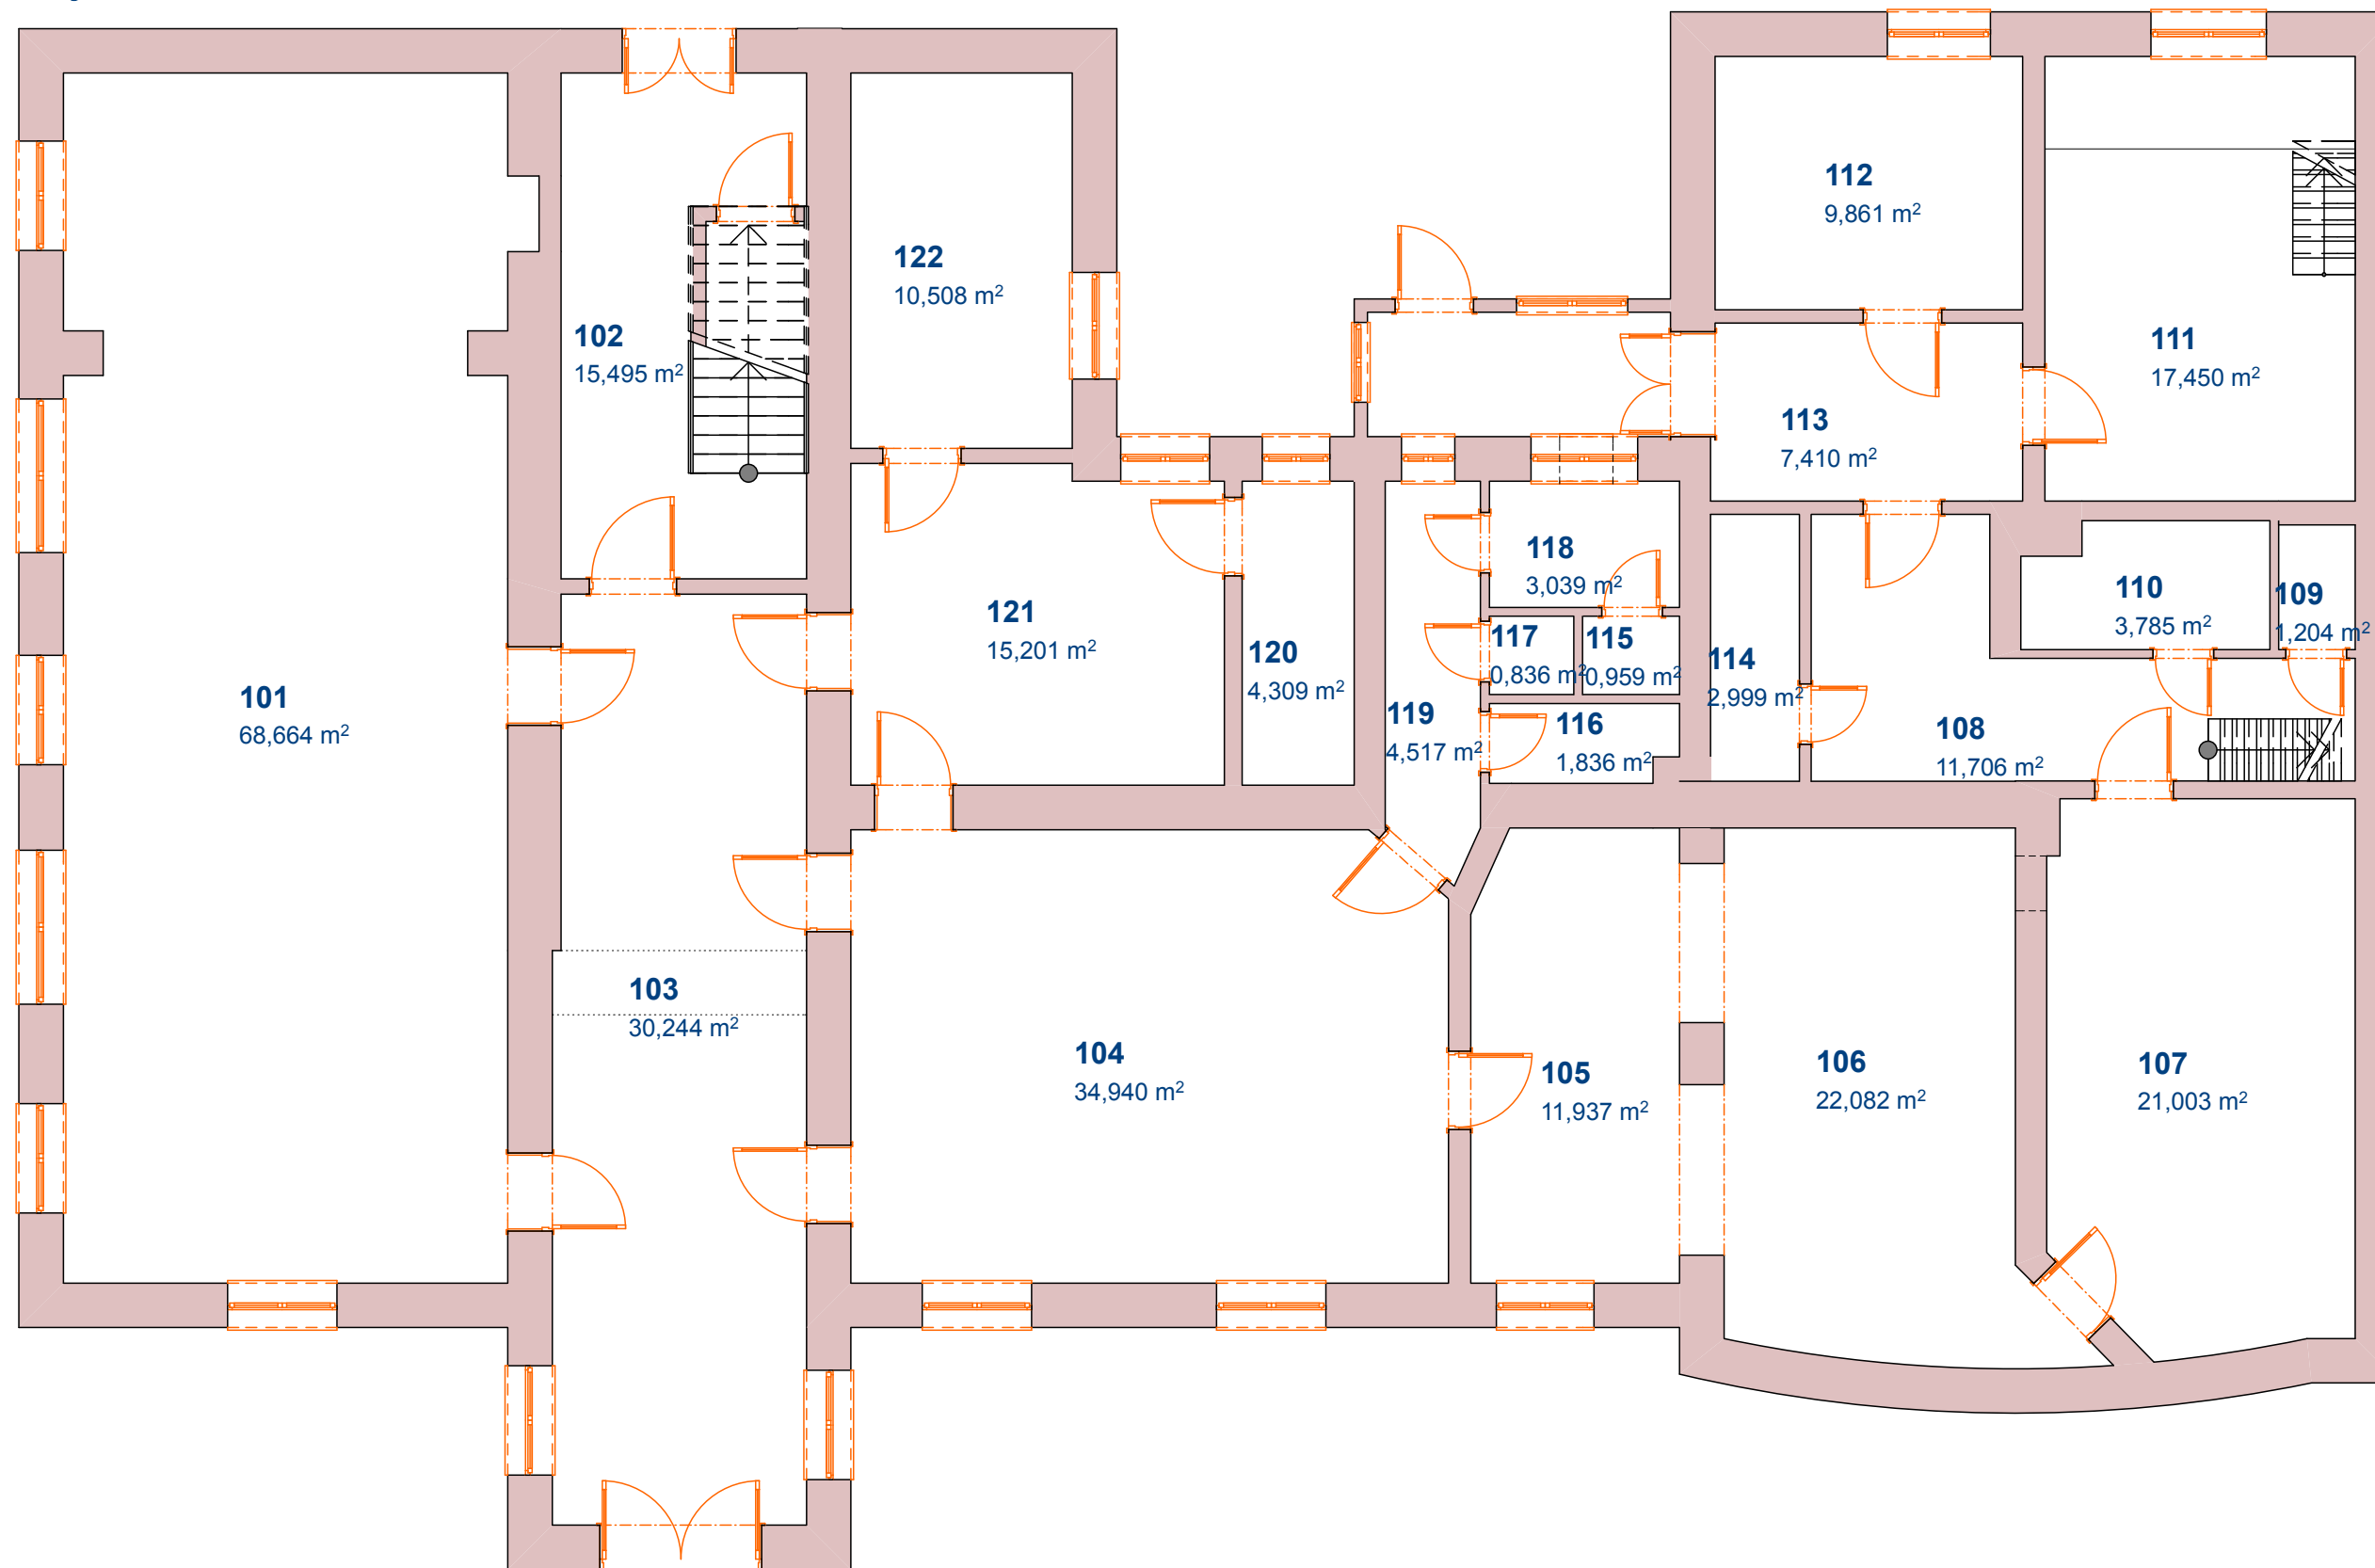 112
9,861 m²
122
10,508 m²
102
15,495 m²
111
17,450 m²
113
7,410 m²
118
3,039 m²
110
3,785 m²
109
1,204 m²
121
15,201 m²
117
0,836 m²
115
0,959 m²
120
4,309 m²
114
2,999 m²
101
68,664 m²
119
4,517 m²
116
1,836 m²
108
11,706 m²
103
30,244 m²
104
34,940 m²
105
11,937 m²
106
22,082 m²
107
21,003 m²